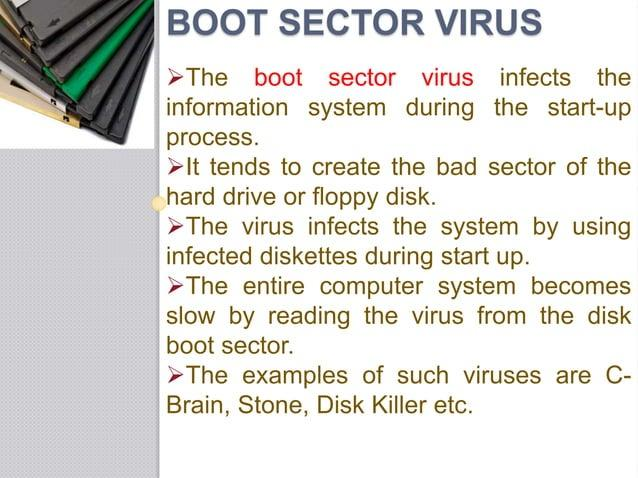 BOOT SECTOR VIRUS
➢The boot sector virus infects the
information system during the start-up
process.
➢It tends to create the bad sector of the
hard drive or floppy disk.
➢The virus infects the system by using
infected diskettes during start up.
➢The entire computer system becomes
slow by reading the virus from the disk
boot sector.
➢The examples of such viruses are C-
Brain, Stone, Disk Killer etc.